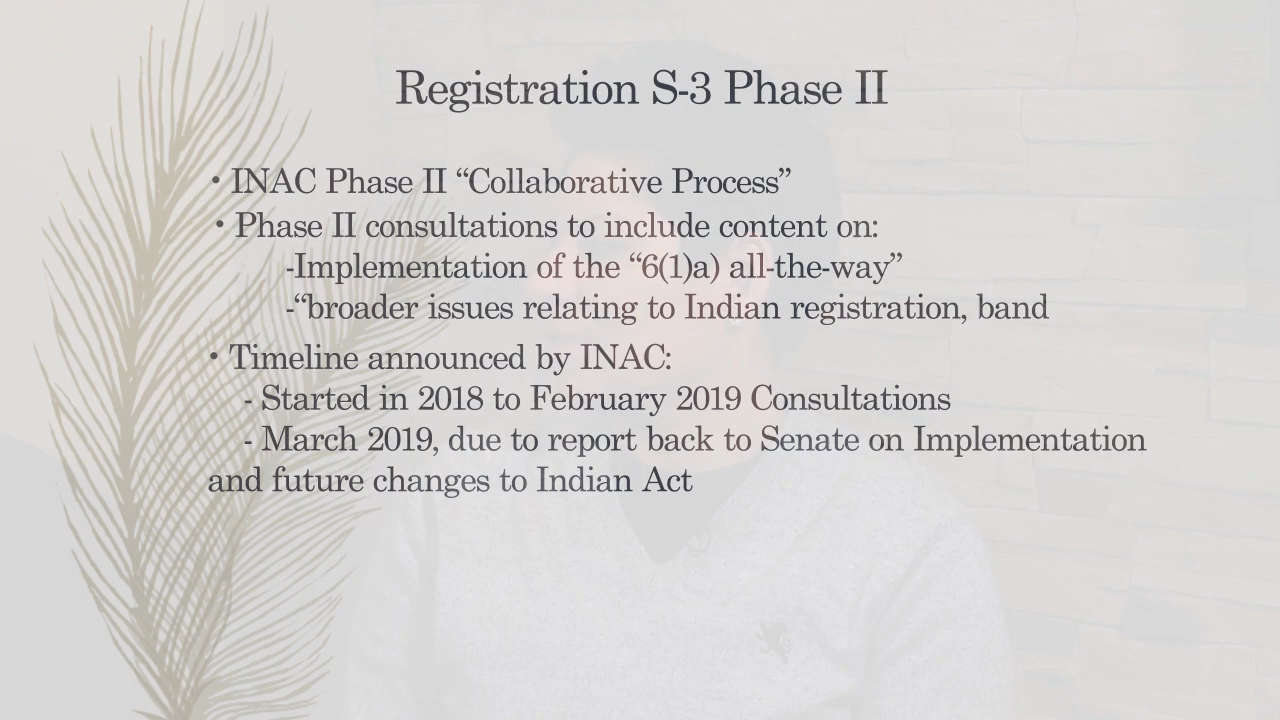 Registration S-3 Phase II
• INAC Phase II “Collaborative Process”
• Phase II consultations to include content on:
-Implementation of the “6(1)a) all-the-way”
-“broader issues relating to Indian registration, band
• Timeline announced by INAC:
- Started in 2018 to February 2019 Consultations
- March 2019, due to report back to Senate on Implementation
and future changes to Indian Act